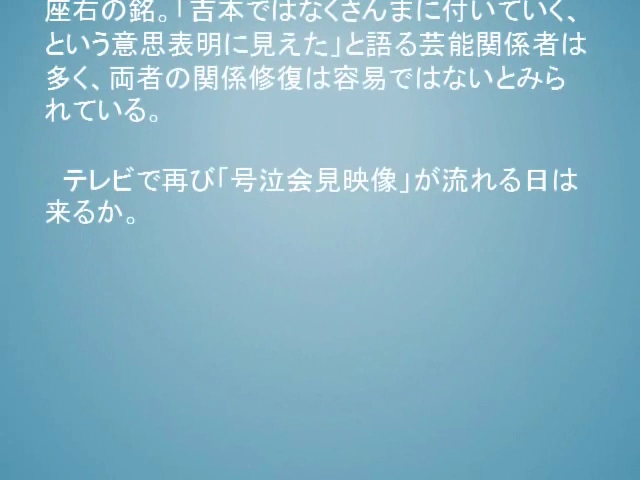 座右の銘。「吉本ではなくさんまに付いていく、
という意思表明に見えた」と語る芸能関係者は
多く、両者の関係修復は容易ではないとみら
れている。
テレビで再び「号泣会見映像」が流れる日は
来るか。